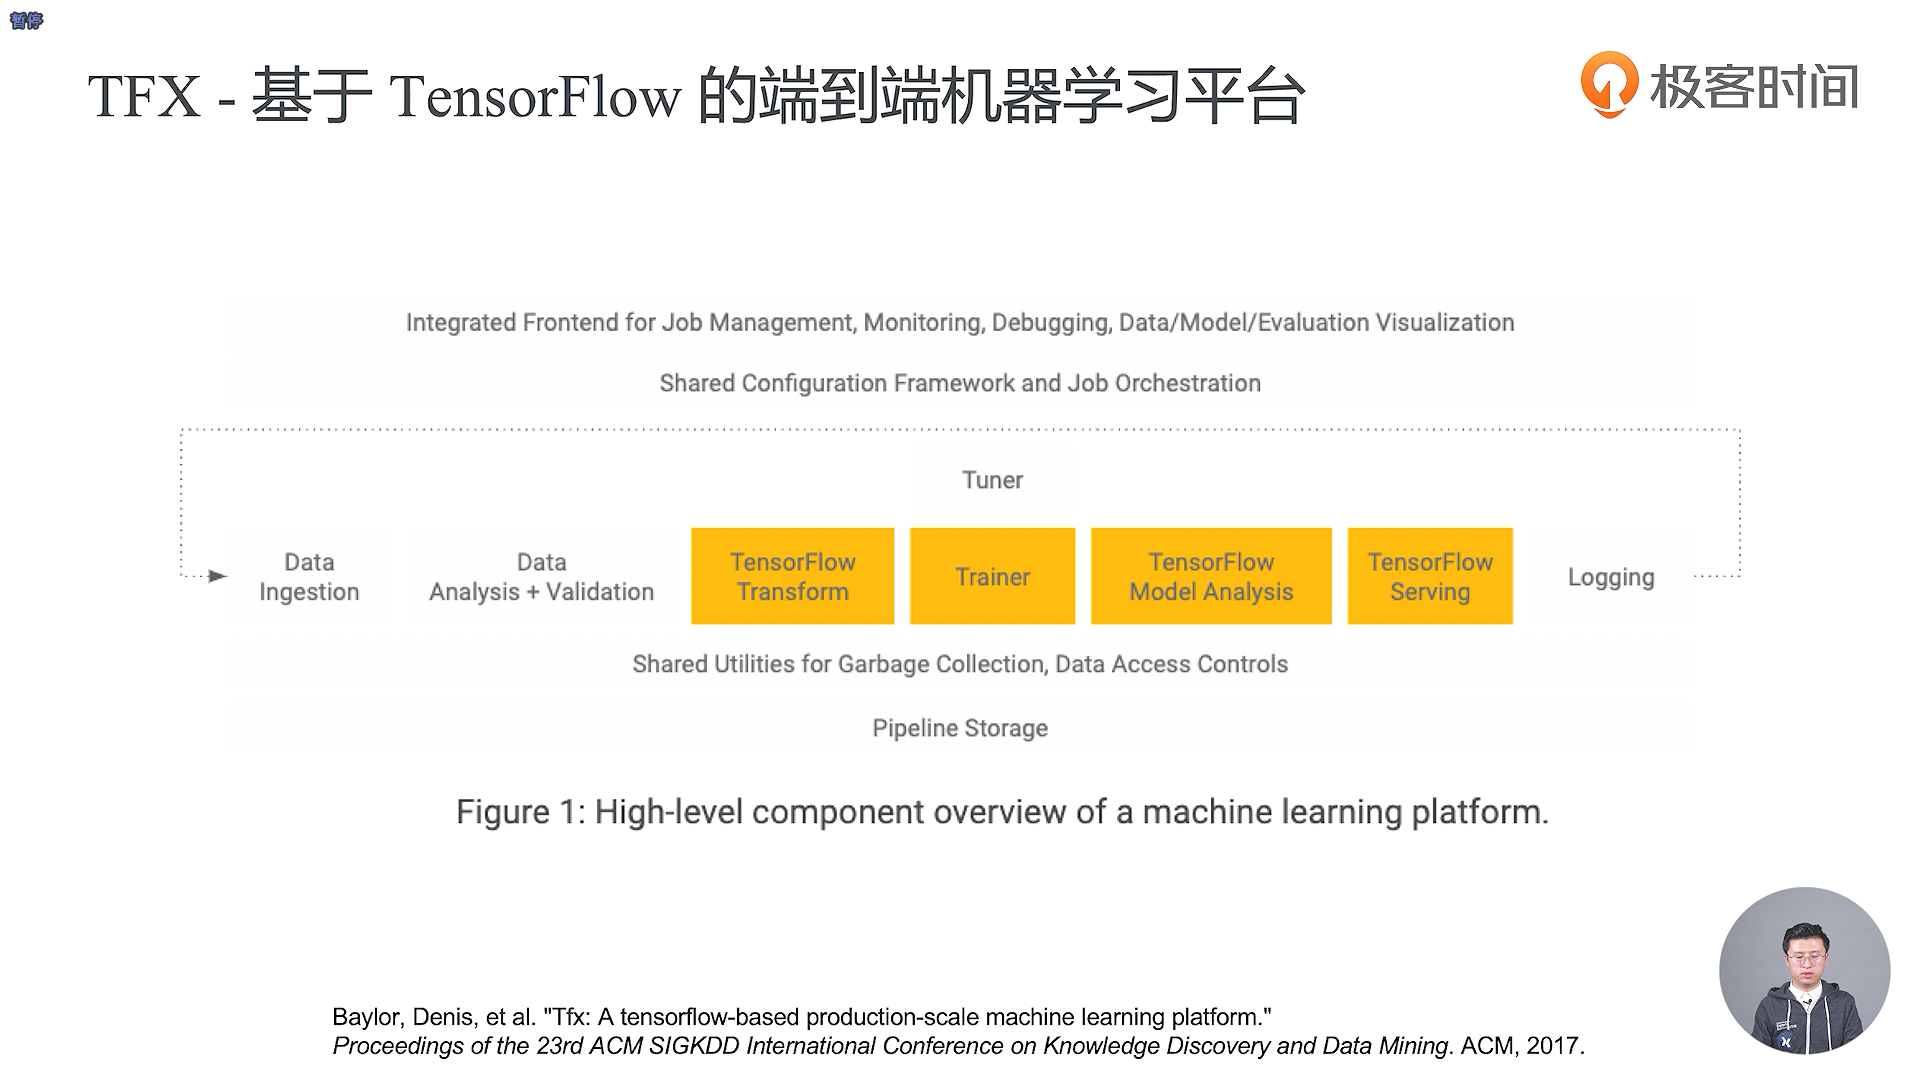 暂停
TFX - 基于 TensorFlow 的端到端机器学习平台
极客时间
Integrated Frontend for Job Management, Monitoring, Debugging, Data/Model/Evaluation Visualization
Shared Configuration Framework and Job Orchestration
Tuner
Data
Ingestion
Data
Analysis + Validation
TensorFlow
Transform
Trainer
TensorFlow
Model Analysis
TensorFlow
Serving
Logging
Shared Utilities for Garbage Collection, Data Access Controls
Pipeline Storage
Figure 1: High-level component overview of a machine learning platform.
Baylor, Denis, et al. "Tfx: A tensorflow-based production-scale machine learning platform."
Proceedings of the 23rd ACM SIGKDD International Conference on Knowledge Discovery and Data Mining. ACM, 2017.